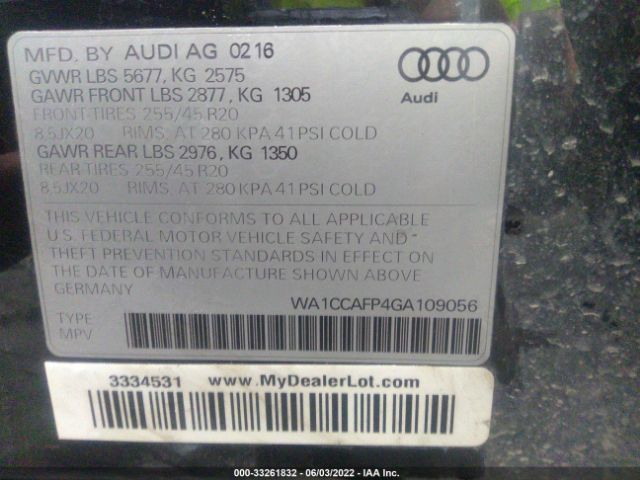 MFD. BY AUDI AG 02 16
GVWR LBS 5677, KG 2575
GAWR FRONT LBS 2877, KG 1305
FRONT TIRES 255/45 R20
8,5JX20 RIMS, AT 280 KPA 41 PSI COLD
GAWR REAR LBS 2976, KG 1350
REAR TIRES 255/45 R20
8,5JX20 RIMS, AT 280 KPA 41 PSI COLD
Audi
THIS VEHICLE CONFORMS TO ALL APPLICABLE
U.S. FEDERAL MOTOR VEHICLE SAFETY AND
THEFT PREVENTION STANDARDS IN EFFECT ON
THE DATE OF MANUFACTURE SHOWN ABOVE
GERMANY
WA1CCAFP4GA109056
TYPE
MPV
3334531 www.MyDealerLot.com
000-33261832 - 06/03/2022 - IAA Inc.